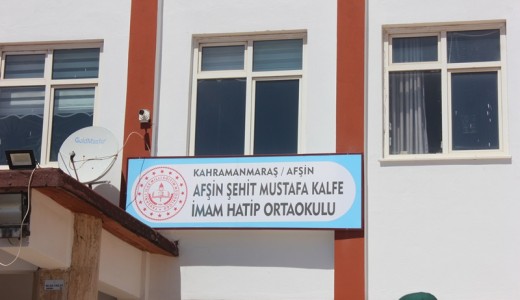 KAHRAMANMARAŞ / AFŞİN
AFŞİN ŞEHİT MUSTAFA KALFE
İMAM HATİP ORTAOKULU